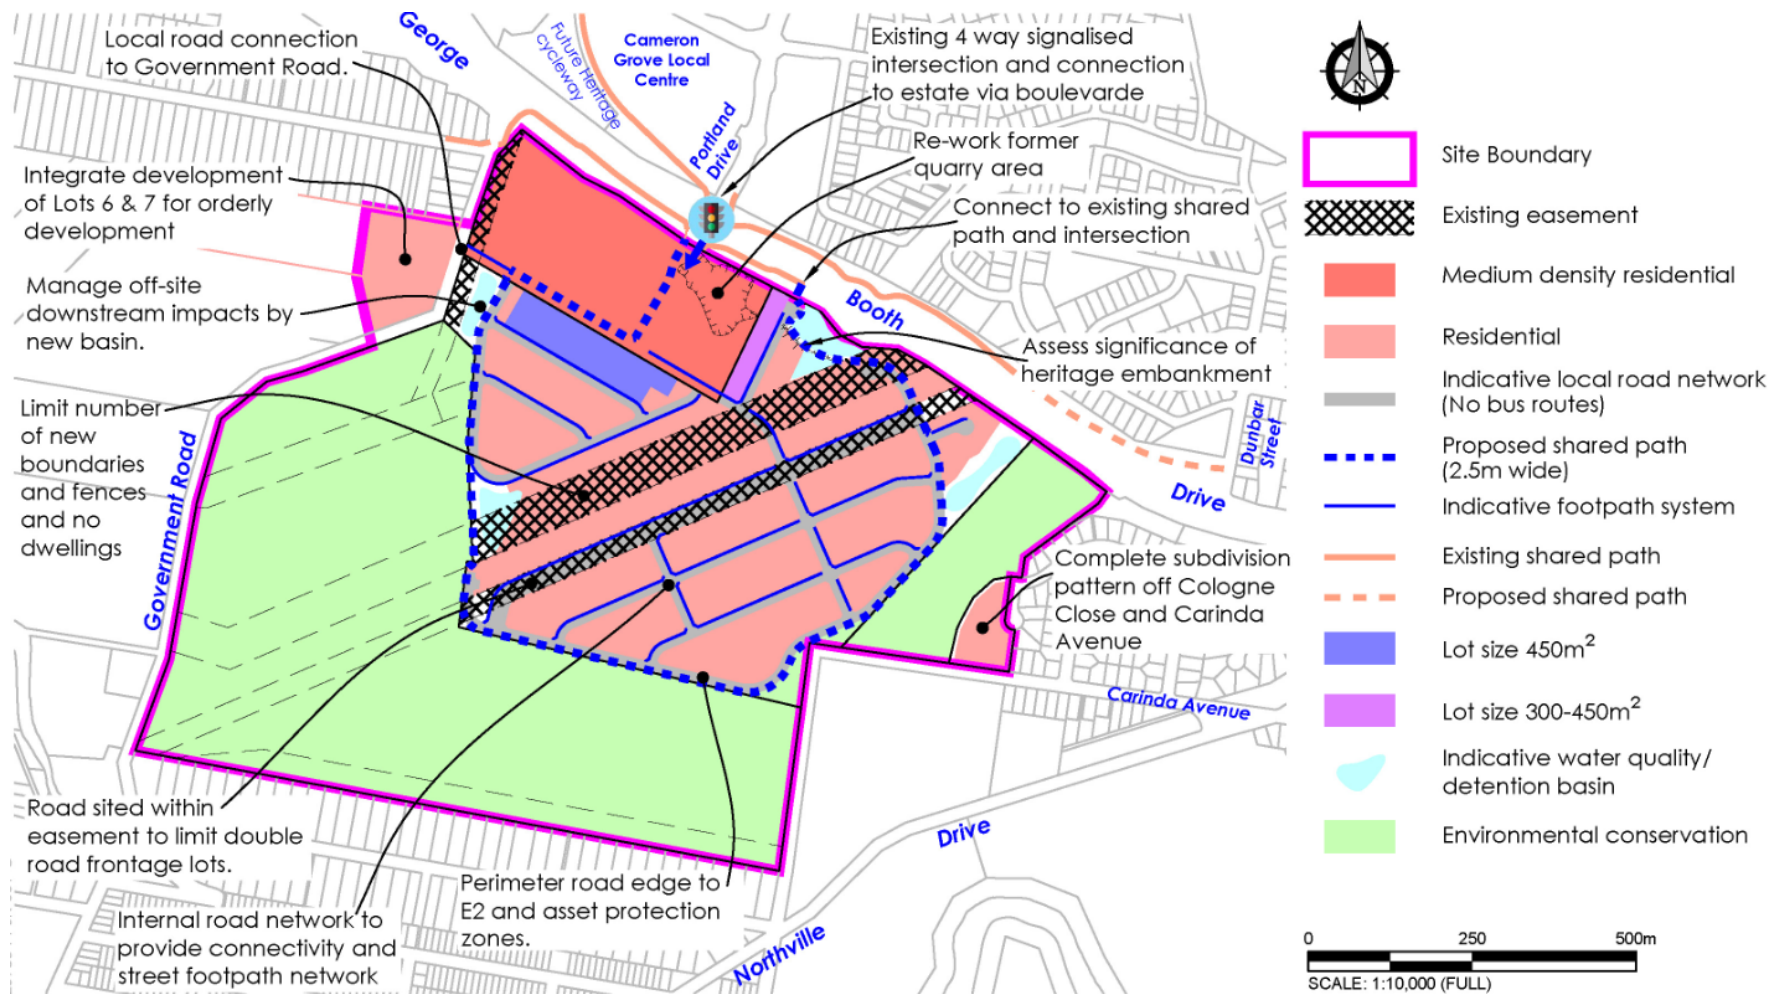 Local road connection
to Government Road.
George
Future Heritage
cycleway
Cameron
Grove Local
Centre
Portland
Drive
Existing 4 way signalised
intersection and connection
to estate via boulevarde
Re-work former
quarry area
Connect to existing shared
path and intersection
Integrate development
of Lots 6 & 7 for orderly
development
Manage off-site
downstream impacts by
new basin.
Booth
Assess significance of
heritage embankment
Limit number
of new
boundaries
and fences
and no
dwellings
Government Road
Dunbar
Street
Drive
Complete subdivision
pattern off Cologne
Close and Carinda
Avenue
Carinda Avenue
Road sited within
easement to limit double
road frontage lots.
Internal road network to
provide connectivity and
street footpath network
Perimeter road edge to
E2 and asset protection
zones.
Drive
Northville
N
Site Boundary
Existing easement
Medium density residential
Residential
Indicative local road network
(No bus routes)
Proposed shared path
(2.5m wide)
Indicative footpath system
Existing shared path
Proposed shared path
Lot size 450m²
Lot size 300-450m²
Indicative water quality/
detention basin
Environmental conservation
0 250 500m
SCALE: 1:10,000 (FULL)